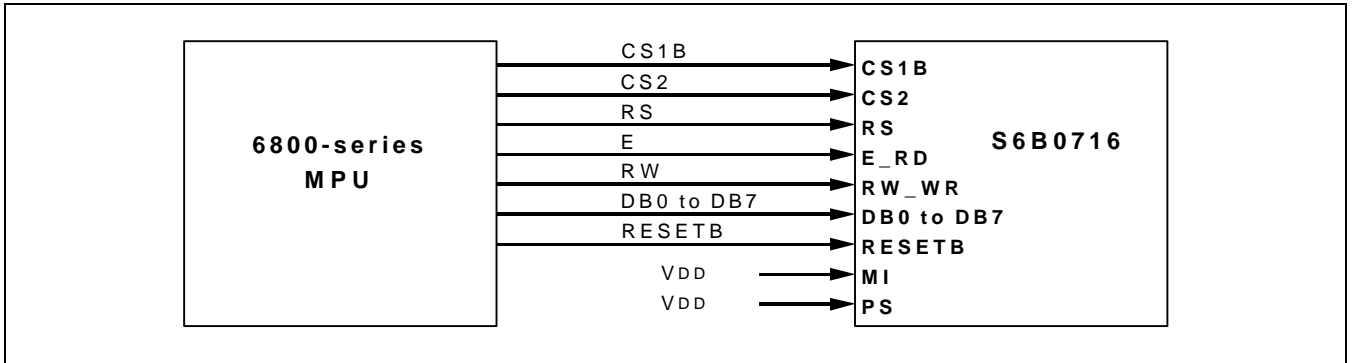 6800-series
MPU
CS1B
CS2
RS
E
RW
DB0 to DB7
RESETB
VDD
VDD
CS1B
CS2
RS
E_RD
RW_WR
DB0 to DB7
RESETB
MI
PS
S6B0716